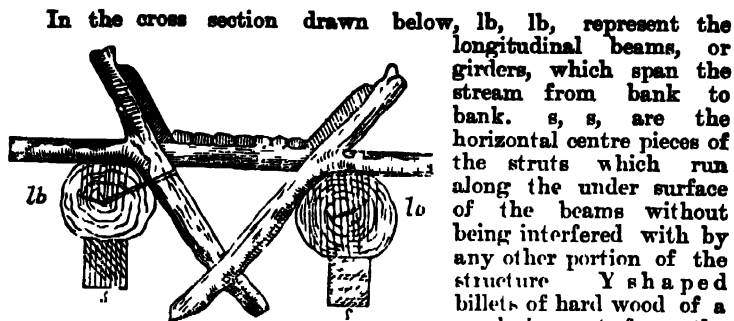 In the cross section drawn below, lb, lb, represent the
longitudinal beams, or
girders, which span the
stream from bank to
bank. s, s, are the
horizontal centre pieces of
the struts which run
along the under surface
of the beams without
being interfered with by
any other portion of the
structure Y shaped
billets of hard wood of a
lb
lo
s
s